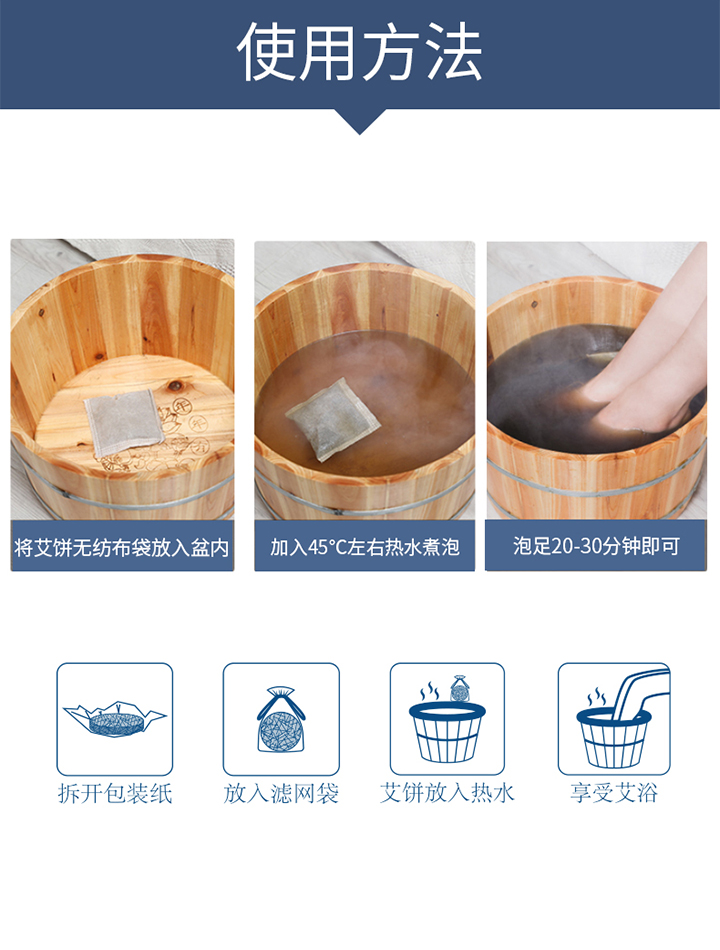 使用方法
将艾饼无纺布袋放入盆内
加入45°C左右热水煮泡
泡足20-30分钟即可
拆开包装纸
放入滤网袋
艾饼放入热水
享受艾浴